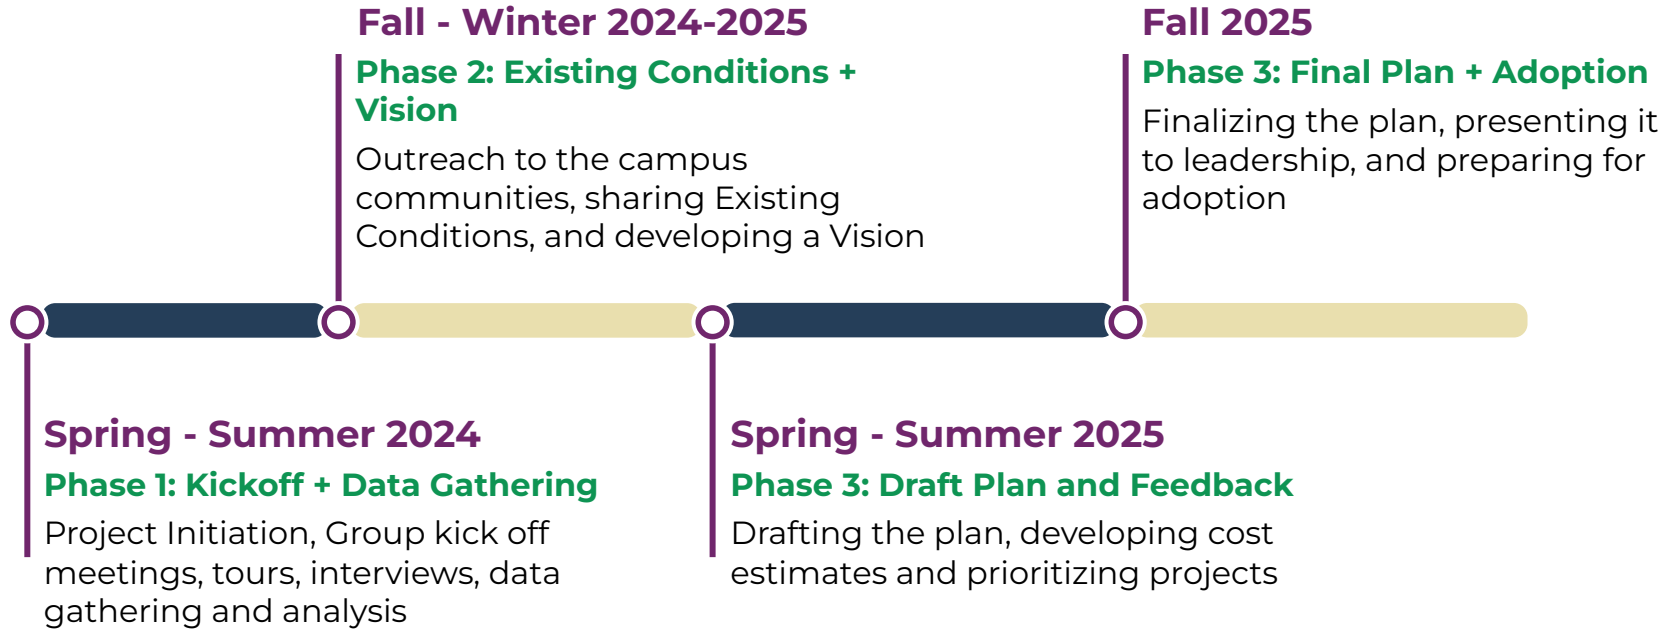 Fall - Winter 2024-2025
Phase 2: Existing Conditions +
Vision
Outreach to the campus
communities, sharing Existing
Conditions, and developing a Vision
Fall 2025
Phase 3: Final Plan + Adoption
Finalizing the plan, presenting it
to leadership, and preparing for
adoption
Spring - Summer 2024
Phase 1: Kickoff + Data Gathering
Project Initiation, Group kick off
meetings, tours, interviews, data
gathering and analysis
Spring - Summer 2025
Phase 3: Draft Plan and Feedback
Drafting the plan, developing cost
estimates and prioritizing projects